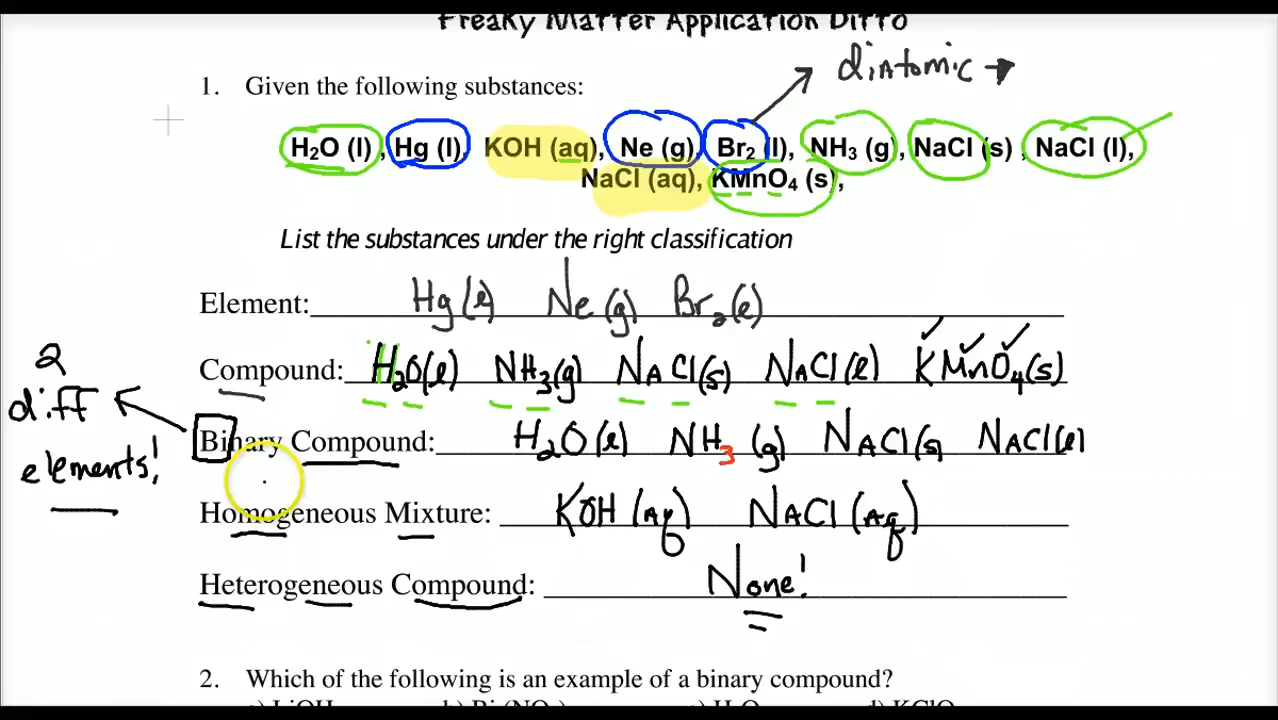 Freaky Matter Application Ditto
diatomic →
1. Given the following substances:
H₂O (l), Hg (l) KOH (aq), Ne (g), Br₂ (l), NH₃ (g), NaCl (s) , NaCl (l),
NaCl (aq), KMnO₄ (s),
List the substances under the right classification
Element: Hg(l) Ne(g) Br₂(l)
Compound: H₂O(l) NH₃(g) NaCl(s) NaCl(l) KMnO₄(s)
2
diff
elements!
Binary Compound: H₂O(l) NH₃(g) NaCl(s) NaCl(l)
Homogeneous Mixture: KOH(aq) NaCl(aq)
Heterogeneous Compound: None!
2. Which of the following is an example of a binary compound?